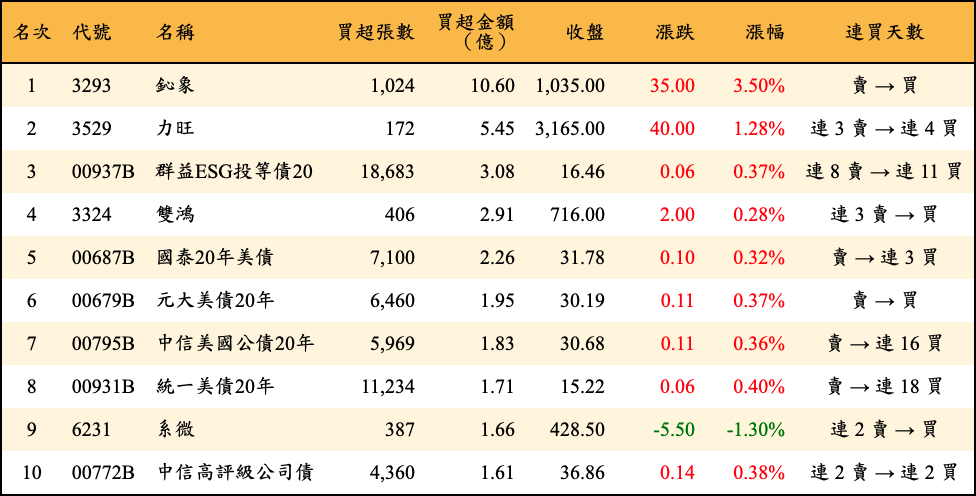 名次 代號 名稱 買超張數 買超金額（億） 收盤 漲跌 漲幅 連買天數
1 3293 鈊象 1,024 10.60 1,035.00 35.00 3.50% 賣 → 買
2 3529 力旺 172 5.45 3,165.00 40.00 1.28% 連 3 賣 → 連 4 買
3 00937B 群益ESG投等債20 18,683 3.08 16.46 0.06 0.37% 連 8 賣 → 連 11 買
4 3324 雙鴻 406 2.91 716.00 2.00 0.28% 連 3 賣 → 買
5 00687B 國泰20年美債 7,100 2.26 31.78 0.10 0.32% 賣 → 連 3 買
6 00679B 元大美債20年 6,460 1.95 30.19 0.11 0.37% 賣 → 買
7 00795B 中信美國公債20年 5,969 1.83 30.68 0.11 0.36% 賣 → 連 16 買
8 00931B 統一美債20年 11,234 1.71 15.22 0.06 0.40% 賣 → 連 18 買
9 6231 系微 387 1.66 428.50 -5.50 -1.30% 連 2 賣 → 買
10 00772B 中信高評級公司債 4,360 1.61 36.86 0.14 0.38% 連 2 賣 → 連 2 買